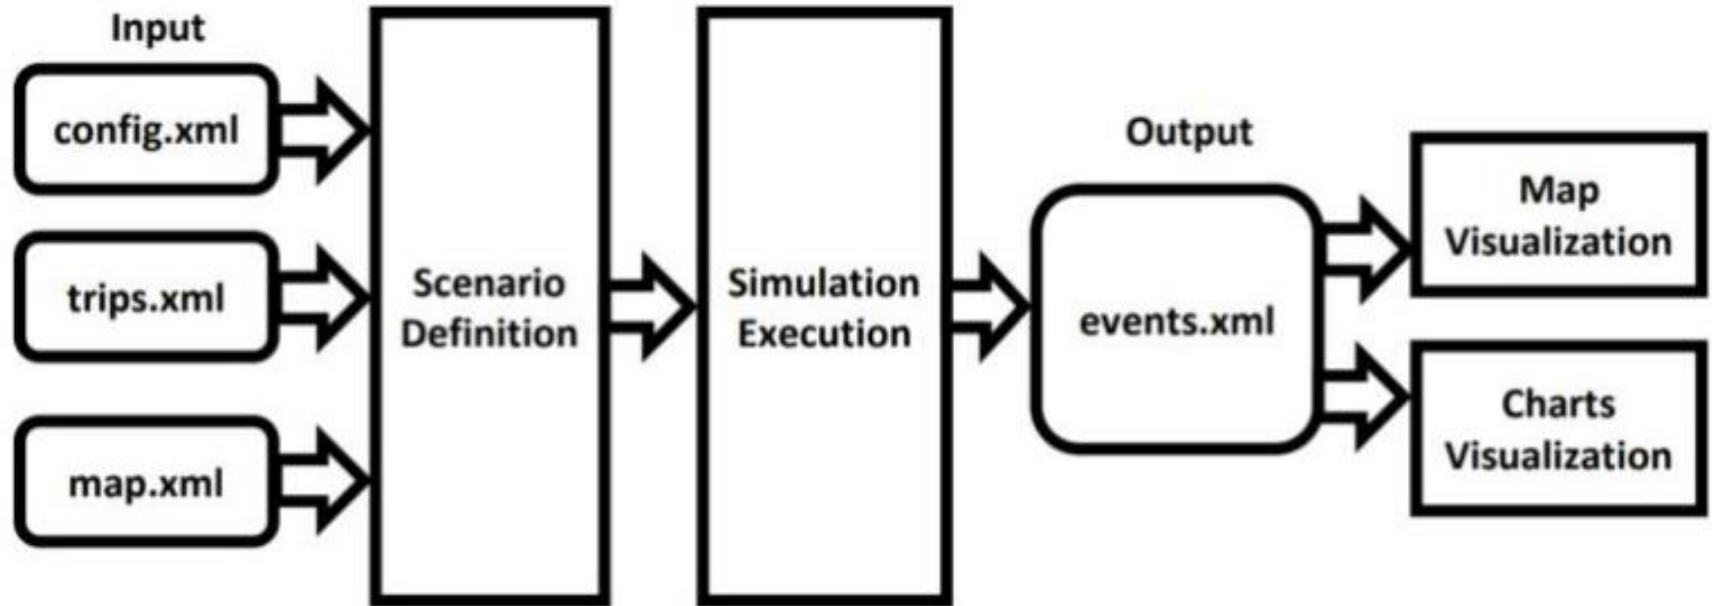 Input
config.xml
trips.xml
map.xml
Scenario
Definition
Simulation
Execution
Output
events.xml
Map
Visualization
Charts
Visualization